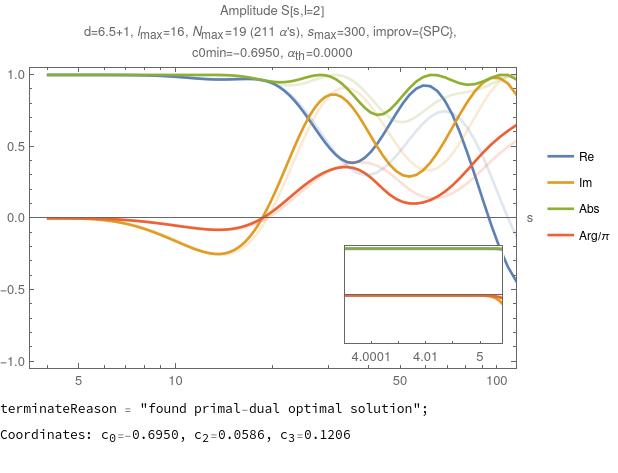 Amplitude S[s,l=2]
d=6.5+1, lmax=16, Nmax=19 (211 α's), smax=300, improv={SPC},
c0min=−0.6950, αth=0.0000
1.0
0.5
0.0
−0.5
−1.0
s
Re
Im
Abs
Arg/π
4.0001 4.01 5
5 10 50 100
terminateReason = "found primal-dual optimal solution";
Coordinates: c0=-0.6950, c2=0.0586, c3=0.1206